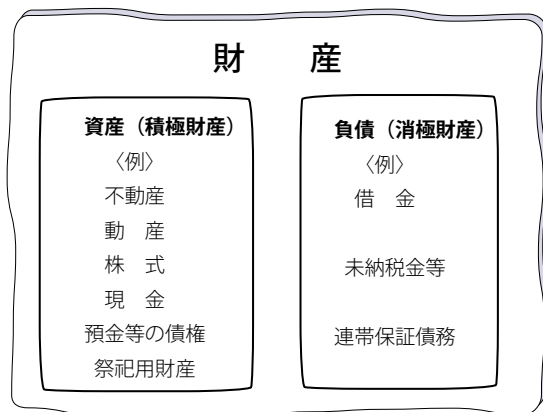 財　産
資産（積極財産）
〈例〉
不動産
動　産
株　式
現　金
預金等の債権
祭祀用財産
負債（消極財産）
〈例〉
借　金
未納税金等
連帯保証債務